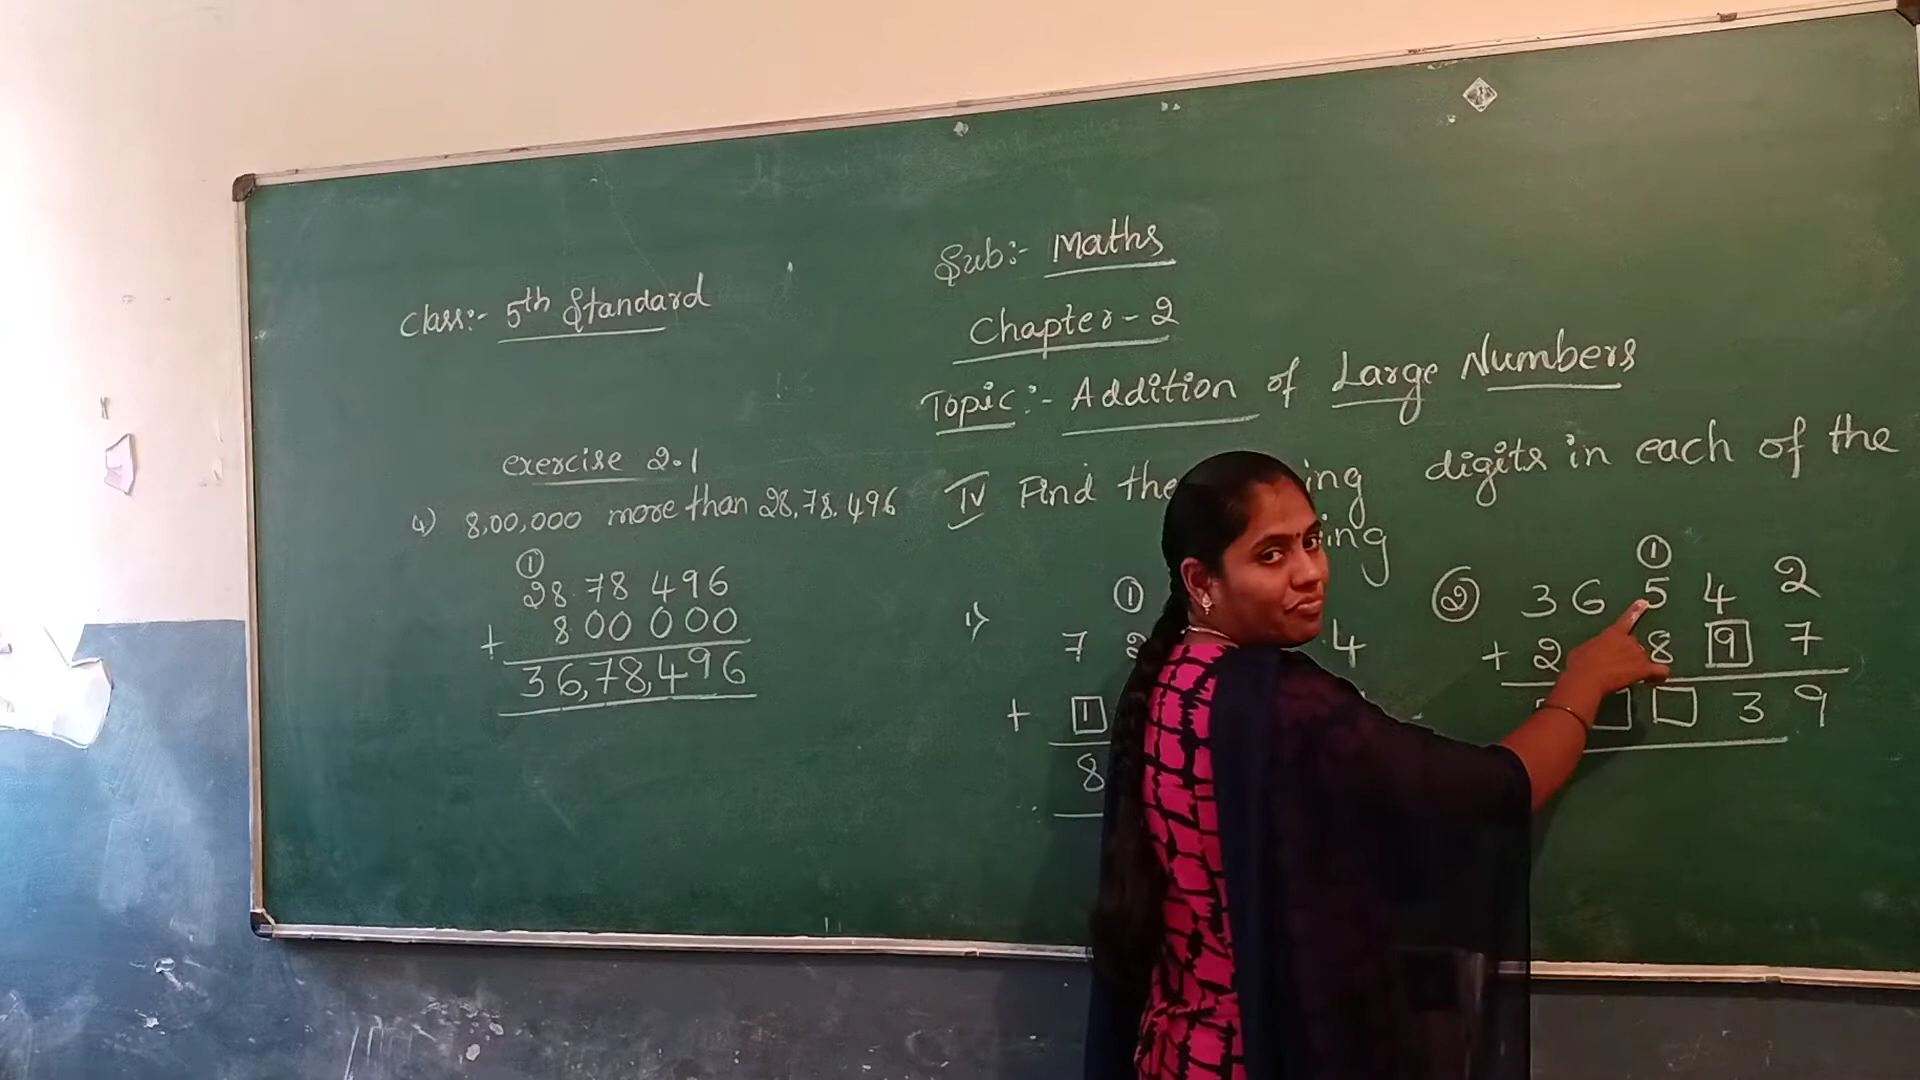 Sub:- Maths
Class:- 5th Standard
Chapter-2
Topic:- Addition of Large Numbers
exercise 2.1
4) 8,00,000 more than 28,78,496
①
28 78 496
+ 8 00 000
36,78,496
IV Find the ing digits in each of the
ing
①
1) 7 2 4
+ 1
8
①
② 3 6 5 4 2
+ 2 8 9 7
3 9